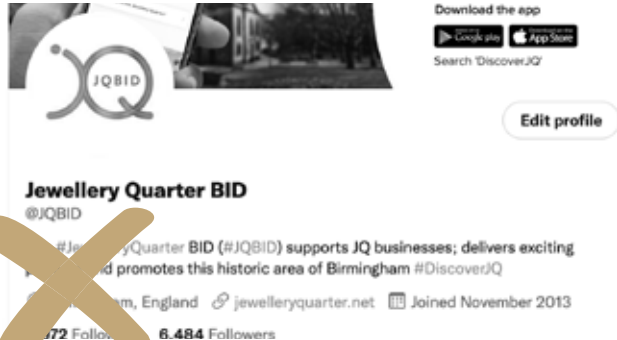 Download the app
Google play App Store
Search 'DiscoverJQ'
JQBID
Edit profile
Jewellery Quarter BID
@JQBID
BID (#JQBID) supports JQ businesses; delivers exciting
promotes this historic area of Birmingham #DiscoverJQ
England jewelleryquarter.net Joined November 2013
6,484 Followers